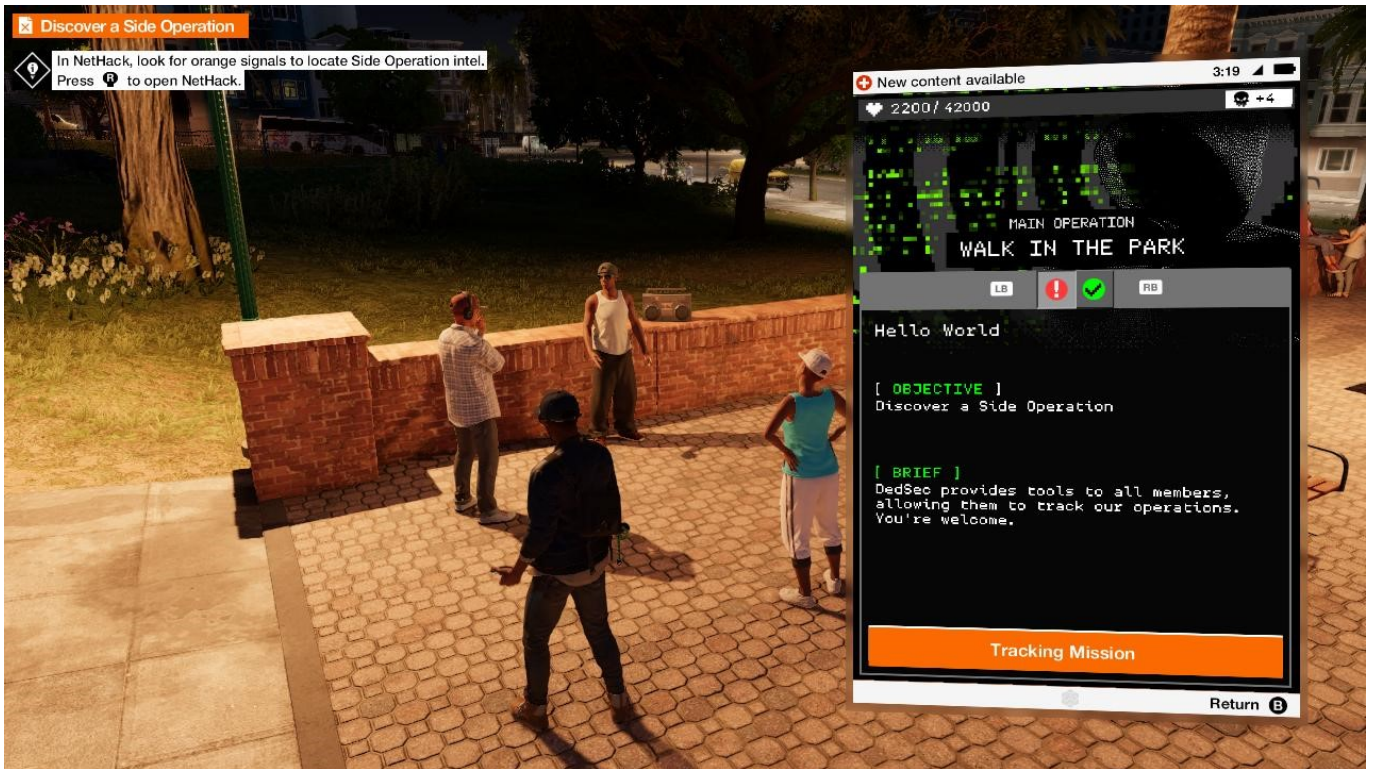 Discover a Side Operation
In NetHack, look for orange signals to locate Side Operation intel.
Press R to open NetHack.
New content available
3:19
2200/42000
+4
MAIN OPERATION
WALK IN THE PARK
LB
RB
Hello World
[ OBJECTIVE ]
Discover a Side Operation
[ BRIEF ]
DedSec provides tools to all members,
allowing them to track our operations.
You're welcome.
Tracking Mission
Return B